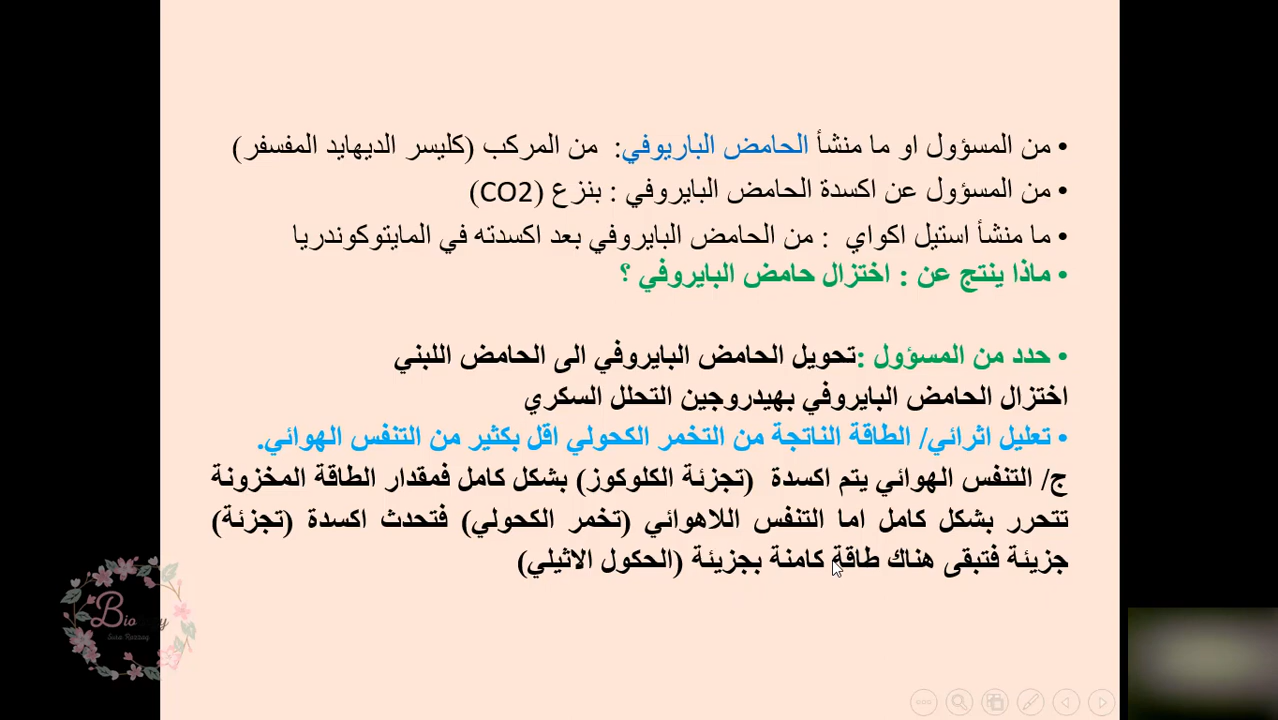 • من المسؤول او ما منشأ الحامض الباريوفي: من المركب (كليسر الديهايد المفسفر)
• من المسؤول عن اكسدة الحامض البايروفي : بنزع (CO2)
• ما منشأ استيل اكواي : من الحامض البايروفي بعد اكسدته في المايتوكوندريا
• ماذا ينتج عن : اختزال حامض البايروفي ؟
• حدد من المسؤول :تحويل الحامض البايروفي الى الحامض اللبني
اختزال الحامض البايروفي بهيدروجين التحلل السكري
• تعليل اثرائي/ الطاقة الناتجة من التخمر الكحولي اقل بكثير من التنفس الهوائي.
ج/ التنفس الهوائي يتم اكسدة (تجزئة الكلوكوز) بشكل كامل فمقدار الطاقة المخزونة
تتحرر بشكل كامل اما التنفس اللاهوائي (تخمر الكحولي) فتحدث اكسدة (تجزئة)
جزيئة فتبقى هناك طاقة كامنة بجزيئة (الحكول الاثيلي)
Biology
Sura Razzaq